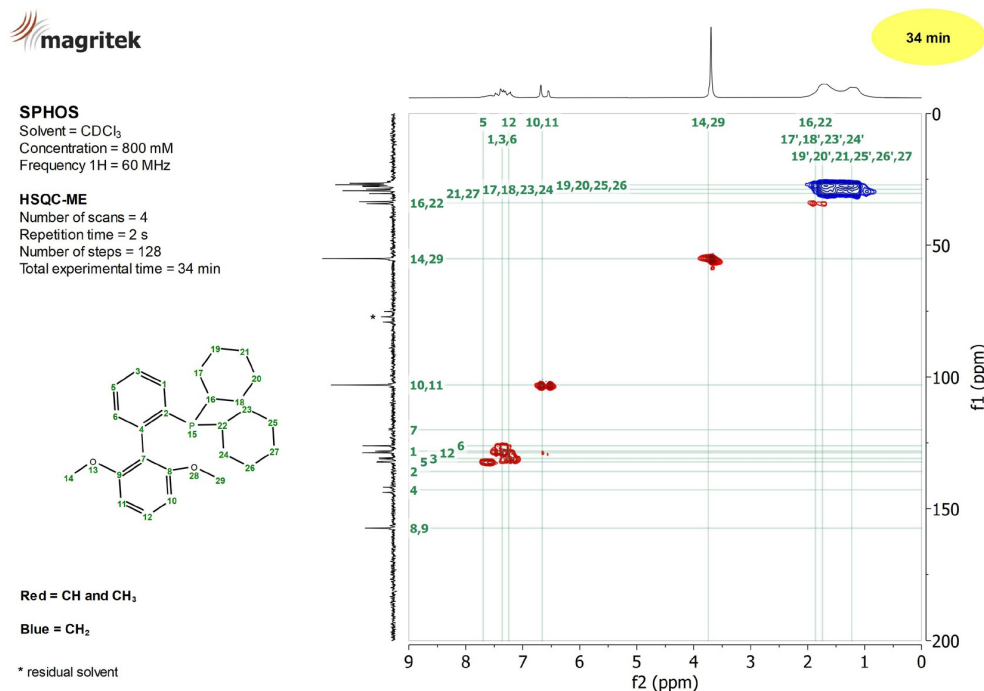 magritek
34 min
SPHOS
Solvent = CDCl₃
Concentration = 800 mM
Frequency 1H = 60 MHz
HSQC-ME
Number of scans = 4
Repetition time = 2 s
Number of steps = 128
Total experimental time = 34 min
5 12 10,11 14,29 16,22
1,3,6 17',18',23',24'
19',20',21,25',26',27
21,27 17,18,23,24 19,20,25,26
16,22
14,29
*
10,11
7
6
1 12
5 3
2
4
8,9
0
50
100
150
200
f1 (ppm)
9 8 7 6 5 4 3 2 1 0
f2 (ppm)
19 21
17 20
3 1 16 18
5 2 23
6 15 P 22 25
4 24 27
7 26
O 13 O 28
14 9 8 29
11 10
12
Red = CH and CH₃
Blue = CH₂
* residual solvent